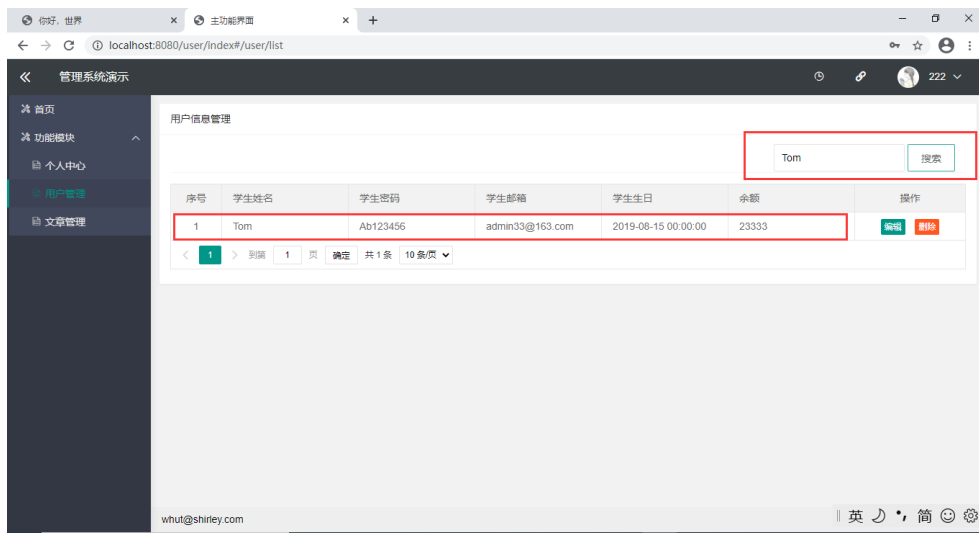 你好，世界
主功能界面
localhost:8080/user/index#/user/list
管理系统演示
222
首页
功能模块
个人中心
用户管理
文章管理
用户信息管理
Tom 搜索
序号 学生姓名 学生密码 学生邮箱 学生生日 余额 操作
1 Tom Ab123456 admin33@163.com 2019-08-15 00:00:00 23333 编辑 删除
1 到第 1 页 确定 共 1 条 10 条/页
whut@shirley.com
英 简